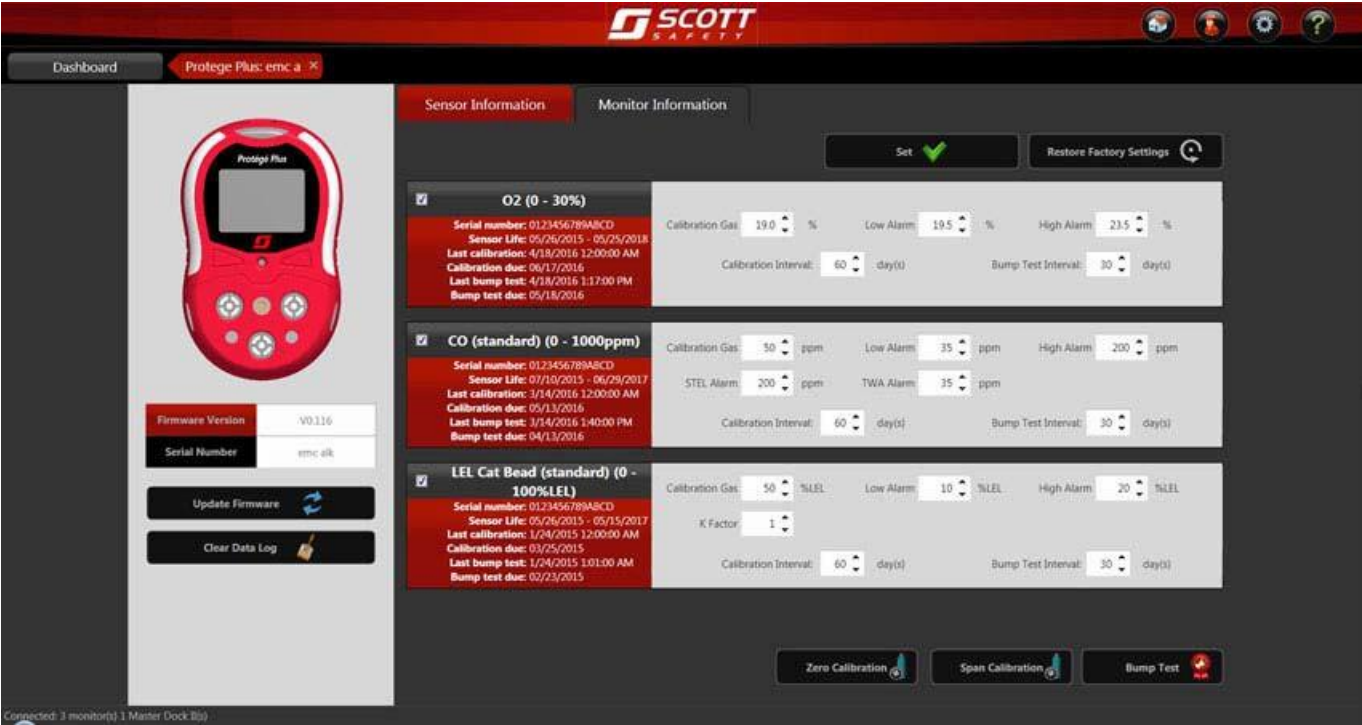 SCOTT
SAFETY
Dashboard
Protege Plus: emc a ×
Sensor Information
Monitor Information
Set
Restore Factory Settings
Protégé Plus
Firmware Version V0.116
Serial Number emc alk
Update Firmware
Clear Data Log
O2 (0 - 30%)
Serial number: 0123456789ABCD
Sensor Life: 05/26/2015 - 05/25/2018
Last calibration: 4/18/2016 12:00:00 AM
Calibration due: 06/17/2016
Last bump test: 4/18/2016 1:17:00 PM
Bump test due: 05/18/2016
Calibration Gas: 19.0 % Low Alarm: 19.5 % High Alarm: 23.5 %
Calibration Interval: 60 day(s) Bump Test Interval: 30 day(s)
CO (standard) (0 - 1000ppm)
Serial number: 0123456789ABCD
Sensor Life: 07/10/2015 - 06/29/2017
Last calibration: 3/14/2016 12:00:00 AM
Calibration due: 05/13/2016
Last bump test: 3/14/2016 1:40:00 PM
Bump test due: 04/13/2016
Calibration Gas: 50 ppm Low Alarm: 35 ppm High Alarm: 200 ppm
STEL Alarm: 200 ppm TWA Alarm: 35 ppm
Calibration Interval: 60 day(s) Bump Test Interval: 30 day(s)
LEL Cat Bead (standard) (0 -
100%LEL)
Serial number: 0123456789ABCD
Sensor Life: 05/26/2015 - 05/15/2017
Last calibration: 1/24/2015 12:00:00 AM
Calibration due: 03/25/2015
Last bump test: 1/24/2015 1:01:00 AM
Bump test due: 02/23/2015
Calibration Gas: 50 %LEL Low Alarm: 10 %LEL High Alarm: 20 %LEL
K Factor: 1
Calibration Interval: 60 day(s) Bump Test Interval: 30 day(s)
Zero Calibration
Span Calibration
Bump Test
Connected: 3 monitor(s) 1 Master Dock II(s)